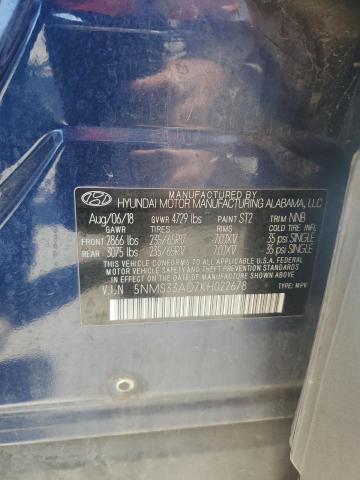 MANUFACTURED BY
HYUNDAI MOTOR MANUFACTURING ALABAMA, LLC
Aug/06/18 GVWR 4729 lbs PAINT ST2 TRIM NNB
GAWR TIRES RIMS COLD TIRE INFL
FRONT 2866 lbs 235/65R17 7.0JX17 35 psi SINGLE
REAR 3075 lbs 235/65R17 7.0JX17 35 psi SINGLE
THIS VEHICLE CONFORMS TO ALL APPLICABLE U.S.A. FEDERAL
MOTOR VEHICLE SAFETY, BUMPER, AND THEFT PREVENTION STANDARDS
IN EFFECT ON THE DATE OF MANUFACTURE SHOWN ABOVE.
V.I.N 5NMS33AD7KH022678 TYPE: MPV